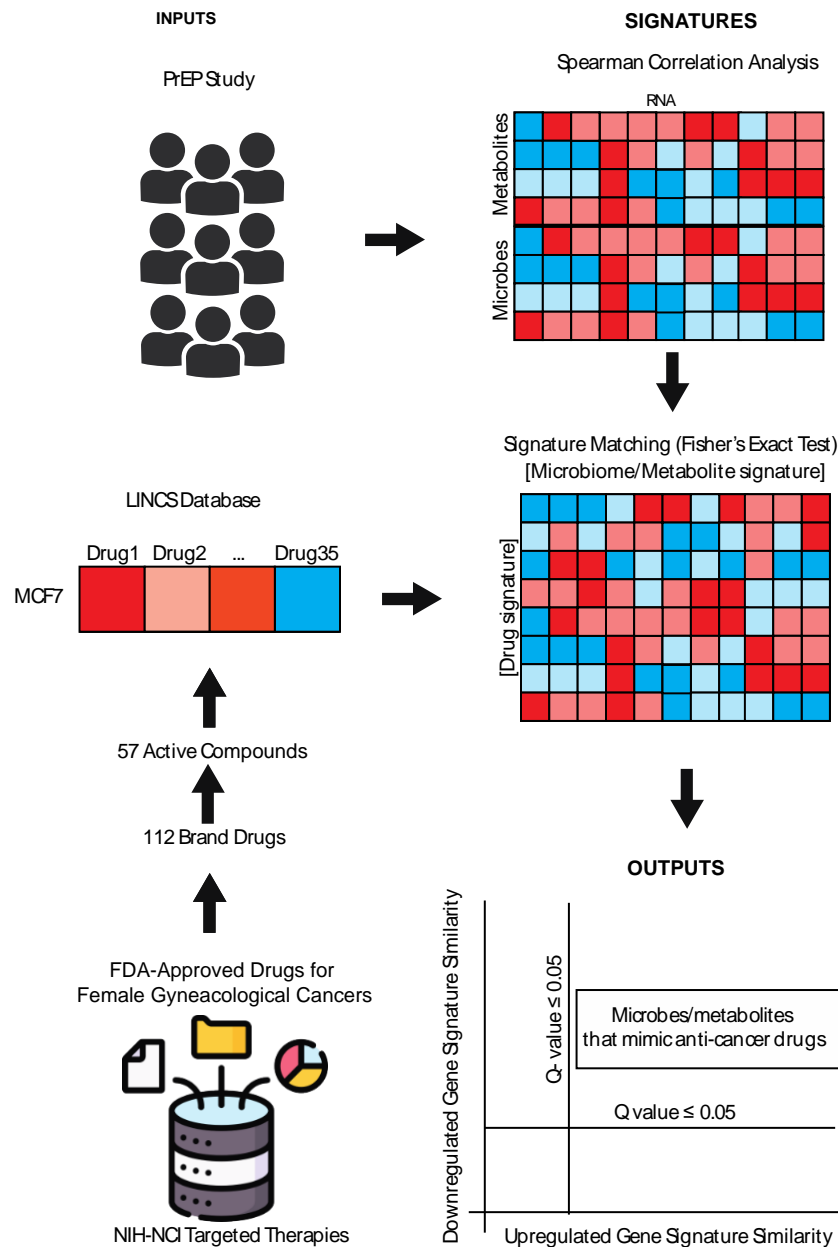 INPUTS
PrEP Study
SIGNATURES
Spearman Correlation Analysis
RNA
Metabolites
Microbes
Signature Matching (Fisher's Exact Test)
[Microbiome/Metabolite signature]
[Drug signature]
LINCS Database
Drug1 Drug2 ... Drug35
MCF7
57 Active Compounds
112 Brand Drugs
FDA-Approved Drugs for
Female Gyneacological Cancers
NIH-NCI Targeted Therapies
OUTPUTS
Downregulated Gene Signature Similarity
Q- value ≤ 0.05
Microbes/metabolites
that mimic anti-cancer drugs
Q value ≤ 0.05
Upregulated Gene Signature Similarity